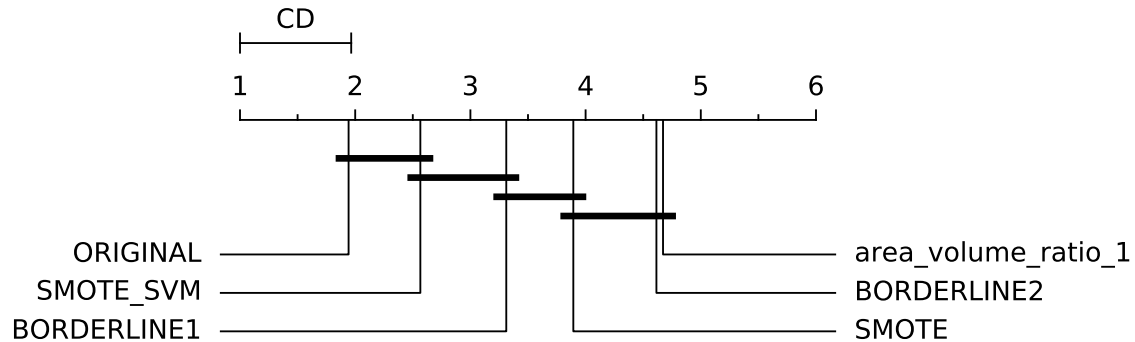 CD
1 2 3 4 5 6
ORIGINAL area_volume_ratio_1
SMOTE_SVM BORDERLINE2
BORDERLINE1 SMOTE